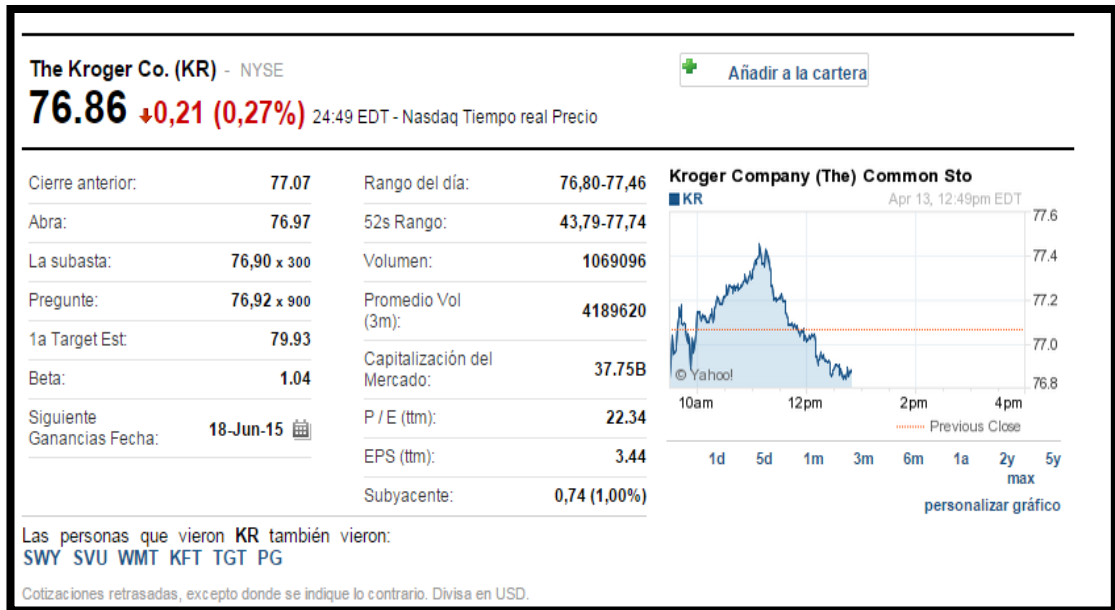 The Kroger Co. (KR) - NYSE
Añadir a la cartera
76.86 0,21 (0,27%) 24:49 EDT - Nasdaq Tiempo real Precio
Cierre anterior: 77.07
Abra: 76.97
La subasta: 76,90 x 300
Pregunte: 76,92 x 900
1a Target Est: 79.93
Beta: 1.04
Siguiente
Ganancias Fecha: 18-Jun-15
Rango del día: 76,80-77,46
52s Rango: 43,79-77,74
Volumen: 1069096
Promedio Vol
(3m): 4189620
Capitalización del
Mercado: 37.75B
P / E (ttm): 22.34
EPS (ttm): 3.44
Subyacente: 0,74 (1,00%)
Kroger Company (The) Common Sto
KR Apr 13, 12:49pm EDT
77.6
77.4
77.2
77.0
76.8
© Yahoo!
10am 12pm 2pm 4pm
Previous Close
1d 5d 1m 3m 6m 1a 2y 5y
max
personalizar gráfico
Las personas que vieron KR también vieron:
SWY SVU WMT KFT TGT PG
Cotizaciones retrasadas, excepto donde se indique lo contrario. Divisa en USD.